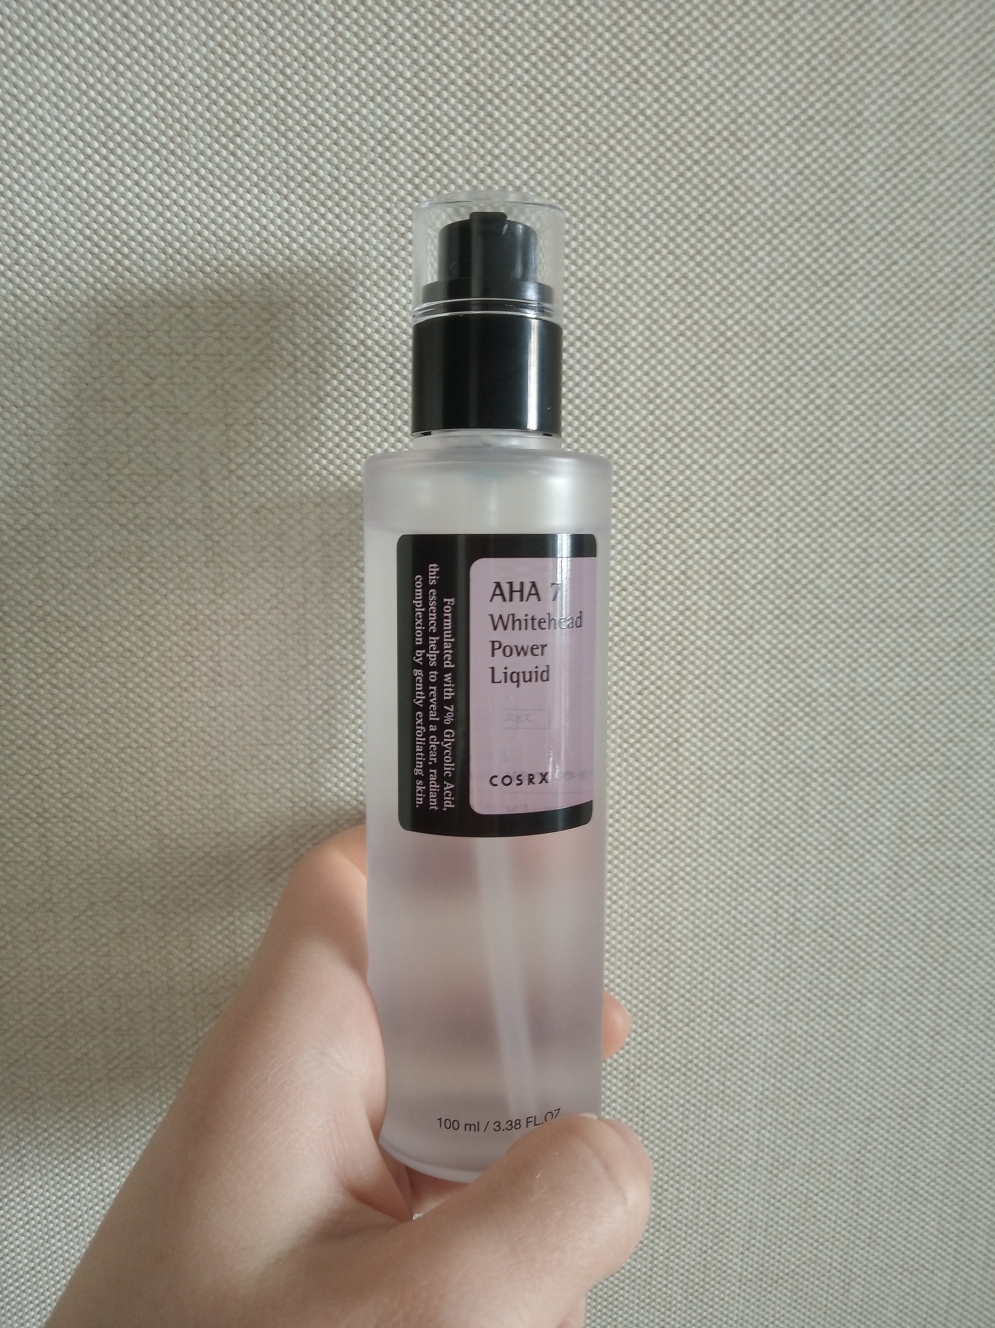 AHA 7
Whitehead
Power
Liquid
COSRX
Formulated with 7% Glycolic Acid,
this essence helps to reveal a clear, radiant
complexion by gently exfoliating skin.
100 ml / 3.38 FL.OZ